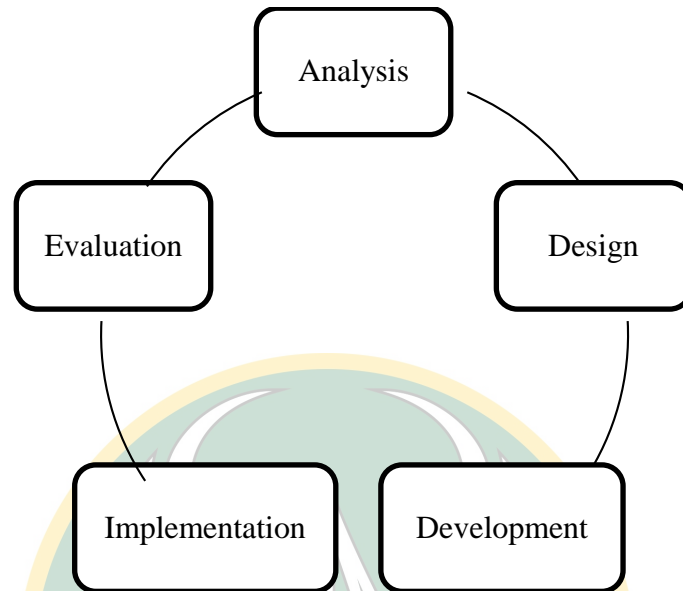 Analysis
Design
Development
Implementation
Evaluation